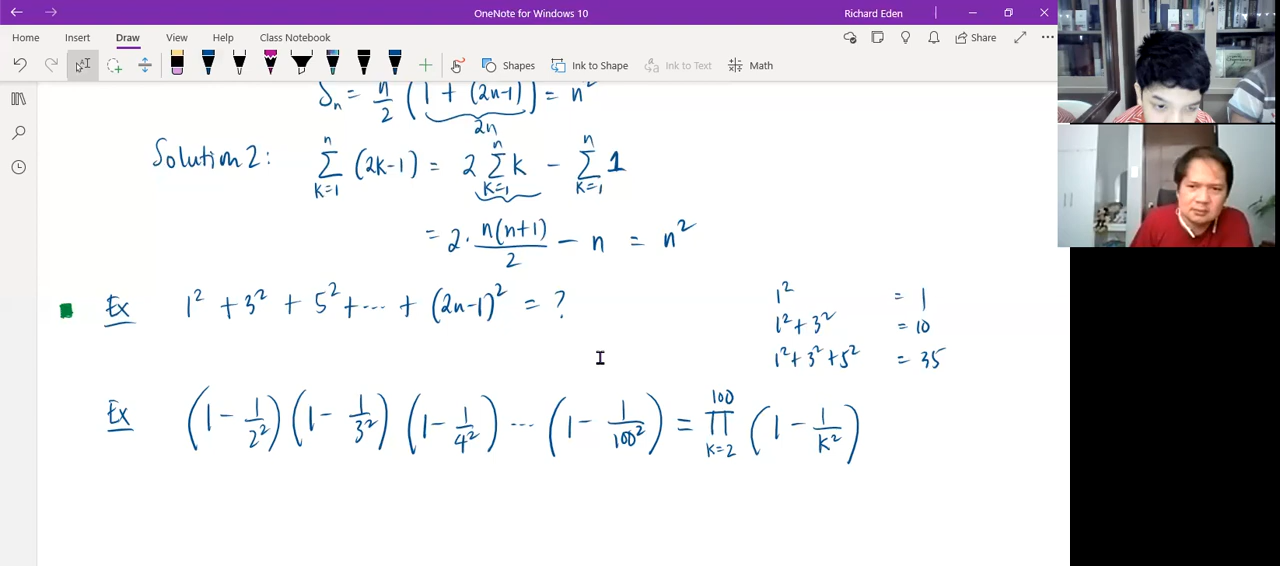 OneNote for Windows 10
Richard Eden
Home Insert Draw View Help Class Notebook
Share
Shapes Ink to Shape Ink to Text Math
Sₙ = n/2 (1 + (2n-1)) = n²
2n
Solution 2: ∑_{k=1}^{n} (2k-1) = 2 ∑_{k=1}^{n} k - ∑_{k=1}^{n} 1
= 2 · n(n+1)/2 - n = n²
Ex 1² + 3² + 5² + ... + (2n-1)² = ?
1² = 1
1² + 3² = 10
1² + 3² + 5² = 35
Ex (1 - 1/2²)(1 - 1/3²)(1 - 1/4²) ... (1 - 1/100²) = ∏_{k=2}^{100} (1 - 1/k²)